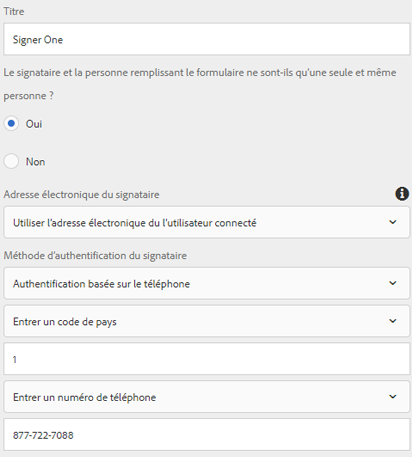 Titre
Signer One
Le signataire et la personne remplissant le formulaire ne sont-ils qu'une seule et même
personne ?
Oui
Non
Adresse électronique du signataire
Utiliser l'adresse électronique du l'utilisateur connecté
Méthode d'authentification du signataire
Authentification basée sur le téléphone
Entrer un code de pays
1
Entrer un numéro de téléphone
877-722-7088